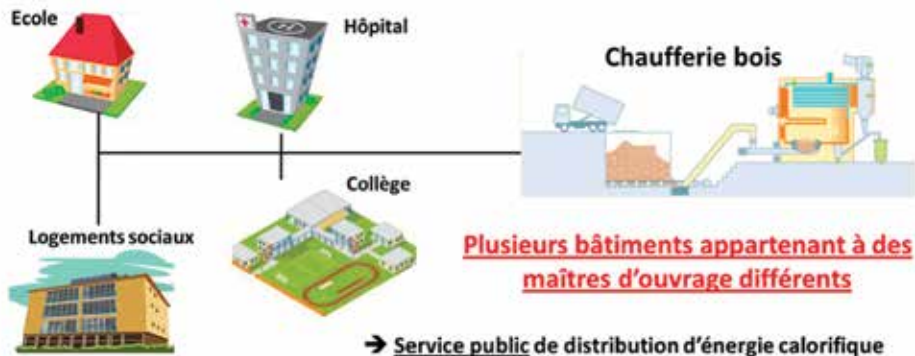 Ecole
Hôpital
Chaufferie bois
Collège
Logements sociaux
Plusieurs bâtiments appartenant à des
maîtres d'ouvrage différents
➔ Service public de distribution d'énergie calorifique